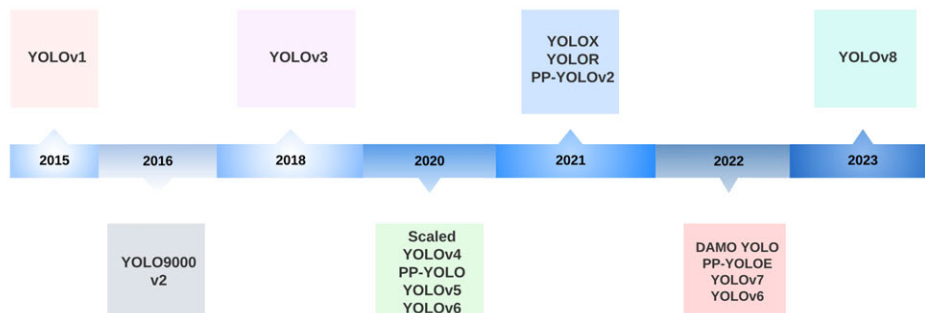 YOLOv1
YOLOv3
YOLOX
YOLOR
PP-YOLOv2
YOLOv8
2015
2016
2018
2020
2021
2022
2023
YOLO9000
v2
Scaled
YOLOv4
PP-YOLO
YOLOv5
YOLOv6
DAMO YOLO
PP-YOLOE
YOLOv7
YOLOv6